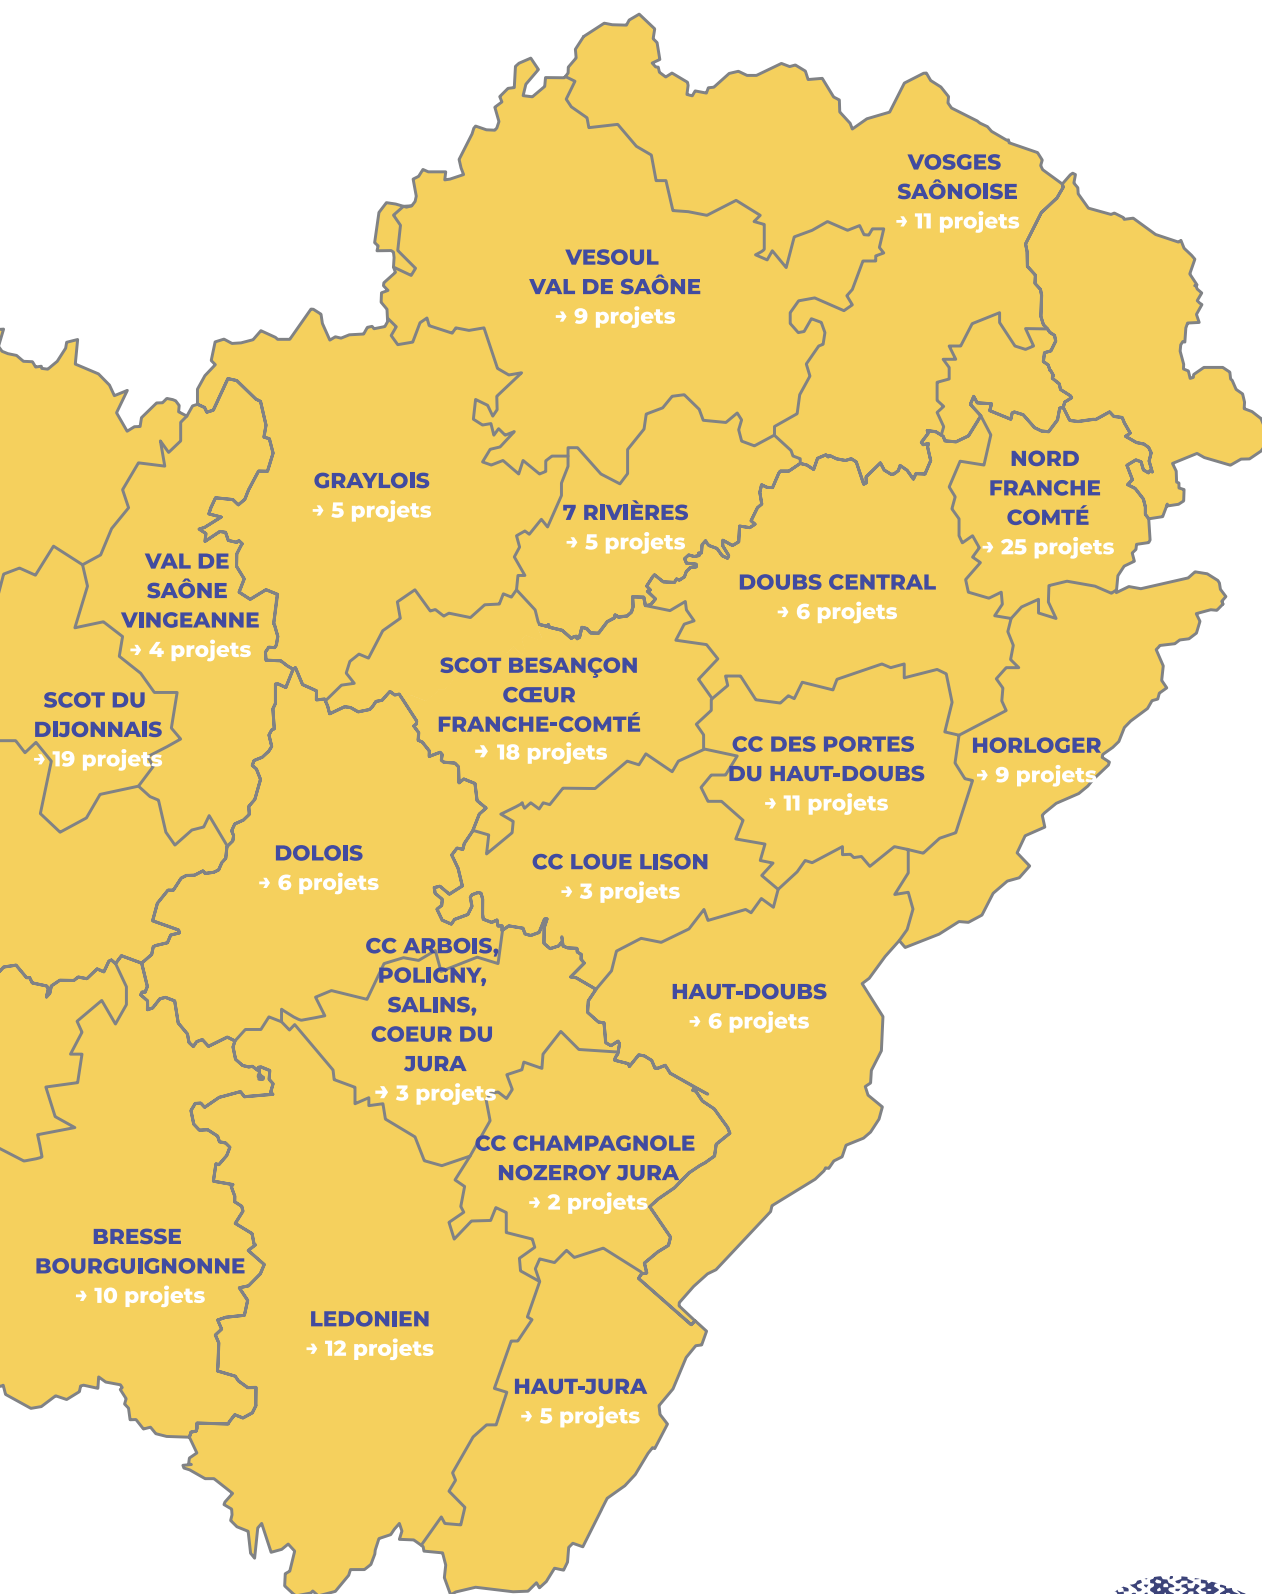 VOSGES
SAÔNOISE
→ 11 projets
VESOUL
VAL DE SAÔNE
→ 9 projets
NORD
FRANCHE
COMTÉ
→ 25 projets
GRAYLOIS
→ 5 projets
7 RIVIÈRES
→ 5 projets
VAL DE
SAÔNE
VINGEANNE
→ 4 projets
DOUBS CENTRAL
→ 6 projets
SCOT BESANÇON
CŒUR
FRANCHE-COMTÉ
→ 18 projets
SCOT DU
DIJONNAIS
→ 19 projets
CC DES PORTES
DU HAUT-DOUBS
→ 11 projets
HORLOGER
→ 9 projets
DOLOIS
→ 6 projets
CC LOUE LISON
→ 3 projets
CC ARBOIS,
POLIGNY,
SALINS,
COEUR DU
JURA
→ 3 projets
HAUT-DOUBS
→ 6 projets
CC CHAMPAGNOLE
NOZEROY JURA
→ 2 projets
BRESSE
BOURGUIGNONNE
→ 10 projets
LEDONIEN
→ 12 projets
HAUT-JURA
→ 5 projets